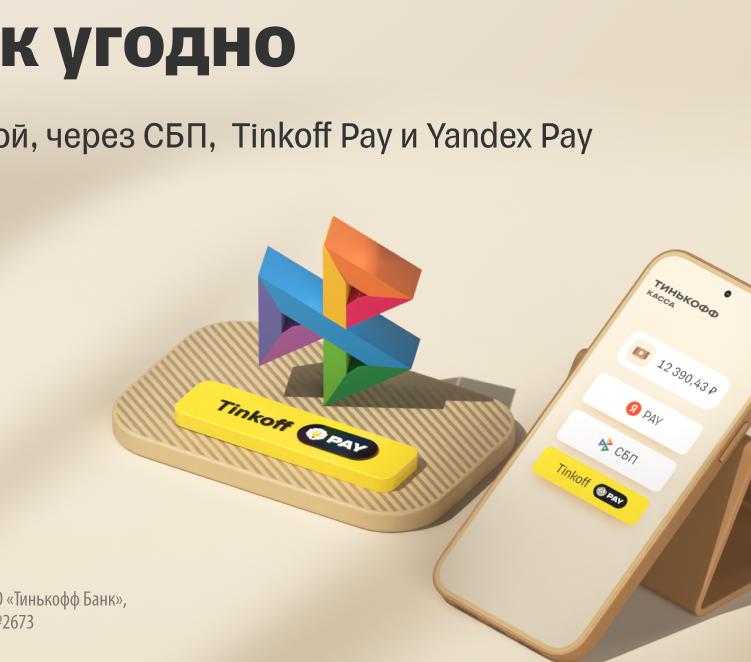 к угодно
ой, через СБП, Tinkoff Pay и Yandex Pay
Tinkoff PAY
ТИНЬКОФФ
КАССА
12 390,43 ₽
Я PAY
СБП
Tinkoff PAY
О «Тинькофф Банк»,
№2673